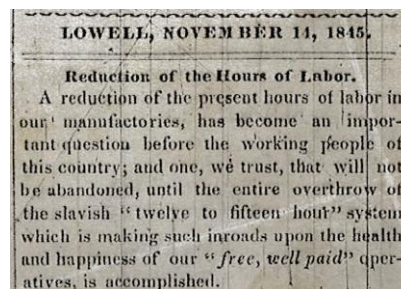 LOWELL, NOVEMBER 14, 1845.
Reduction of the Hours of Labor.
A reduction of the present hours of labor in
our manufactories, has become an impor-
tant question before the working people of
this country; and one, we trust, that will not
be abandoned, until the entire overthrow of
the slavish "twelve to fifteen hour" system
which is making such inroads upon the health
and happiness of our "free, well paid" oper-
atives, is accomplished.